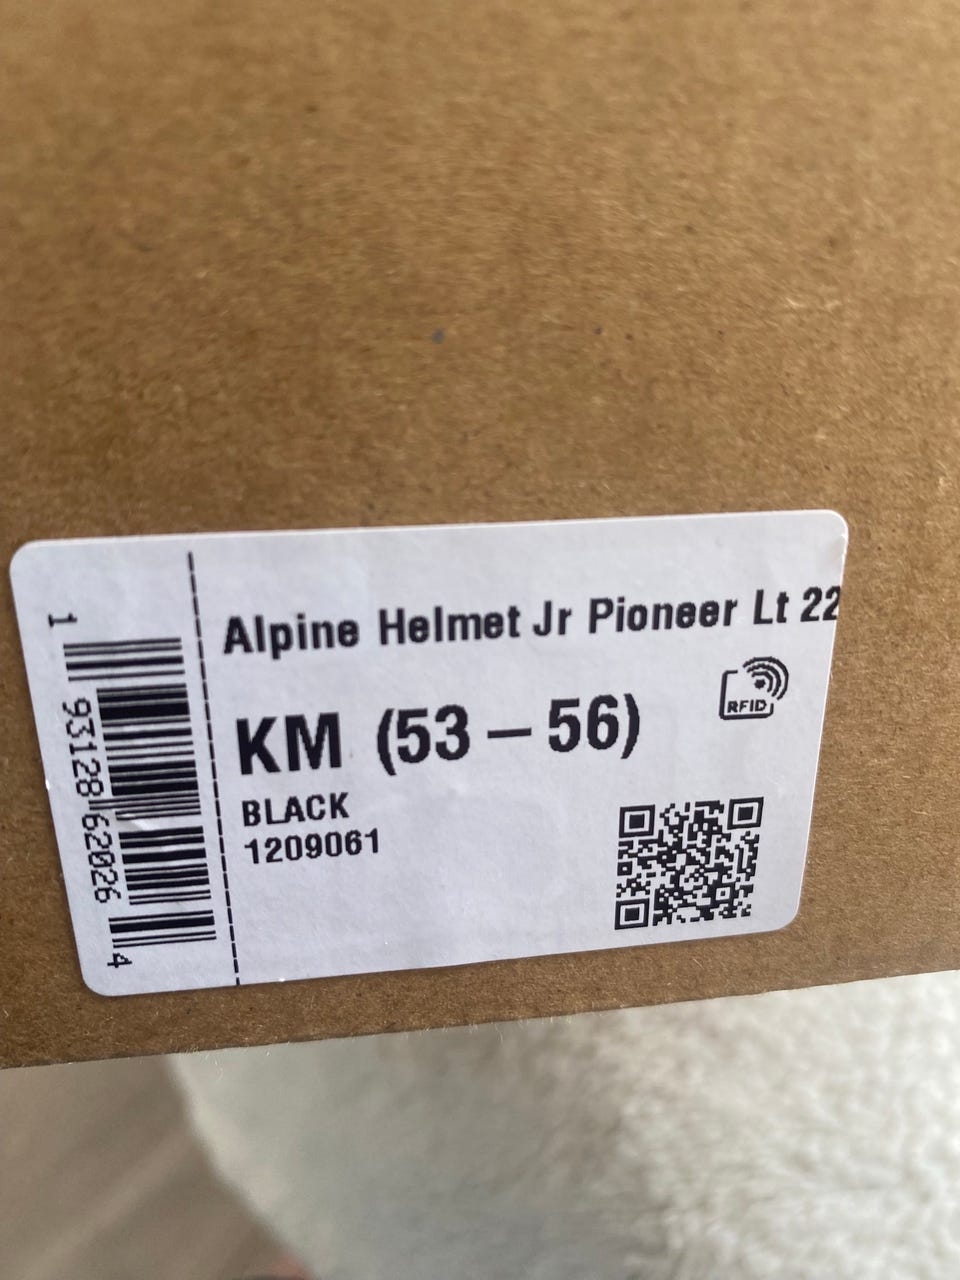 Alpine Helmet Jr Pioneer Lt 22
RFID
KM (53 – 56)
BLACK
1209061
1 93128 62026 4